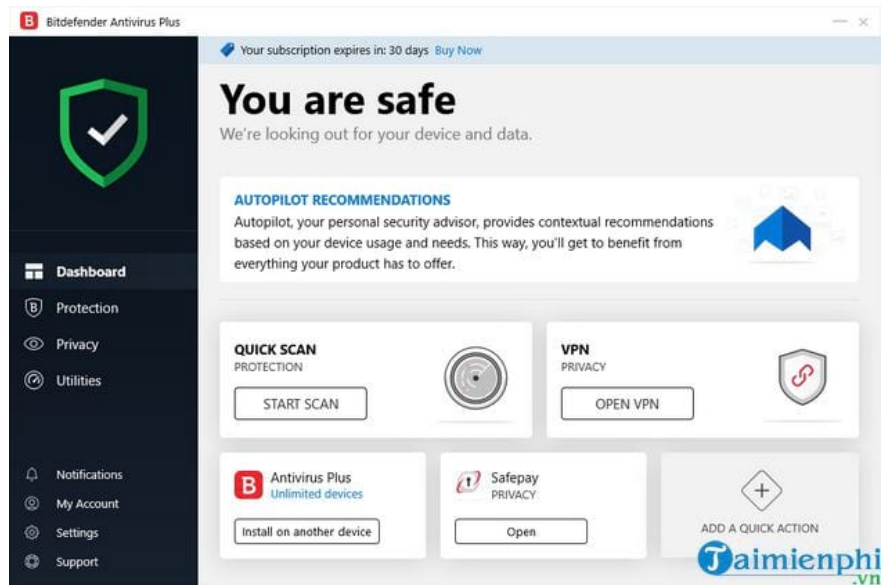 B Bitdefender Antivirus Plus
Your subscription expires in: 30 days Buy Now
You are safe
We're looking out for your device and data.
AUTOPILOT RECOMMENDATIONS
Autopilot, your personal security advisor, provides contextual recommendations
based on your device usage and needs. This way, you'll get to benefit from
everything your product has to offer.
Dashboard
B Protection
Privacy
Utilities
Notifications
My Account
Settings
Support
QUICK SCAN
PROTECTION
START SCAN
VPN
PRIVACY
OPEN VPN
B Antivirus Plus
Unlimited devices
Install on another device
Safepay
PRIVACY
Open
ADD A QUICK ACTION
Taimienphi
.vn